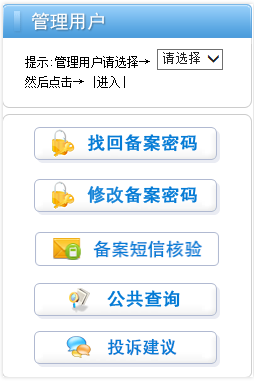 管理用户
提示:管理用户请选择→ 请选择
然后点击→ |进入|
找回备案密码
修改备案密码
备案短信核验
公共查询
投诉建议